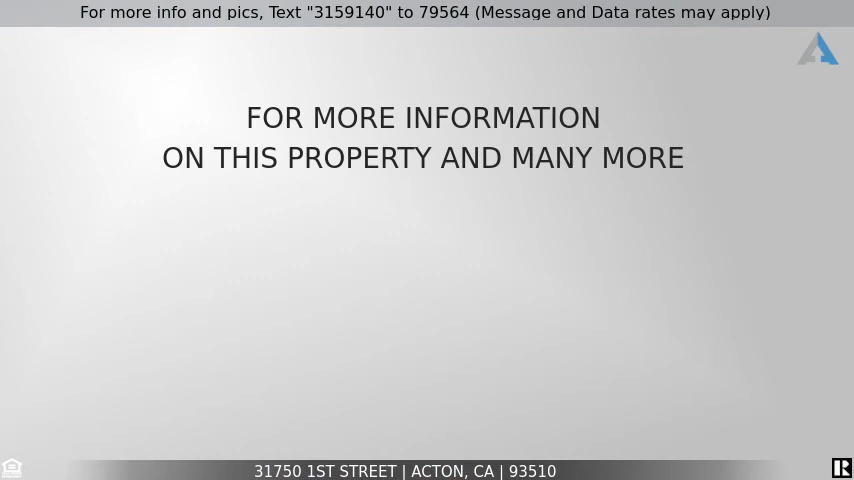 For more info and pics, Text "3159140" to 79564 (Message and Data rates may apply)
FOR MORE INFORMATION
ON THIS PROPERTY AND MANY MORE
31750 1ST STREET | ACTON, CA | 93510